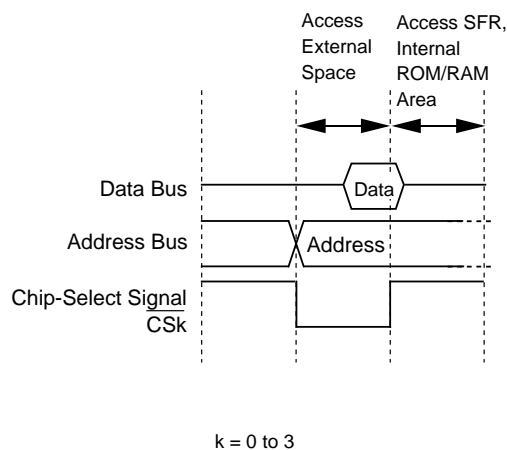 Access
External
Space
Access SFR,
Internal
ROM/RAM
Area
Data Bus
Data
Address Bus
Address
Chip-Select Signal
CSk
k = 0 to 3